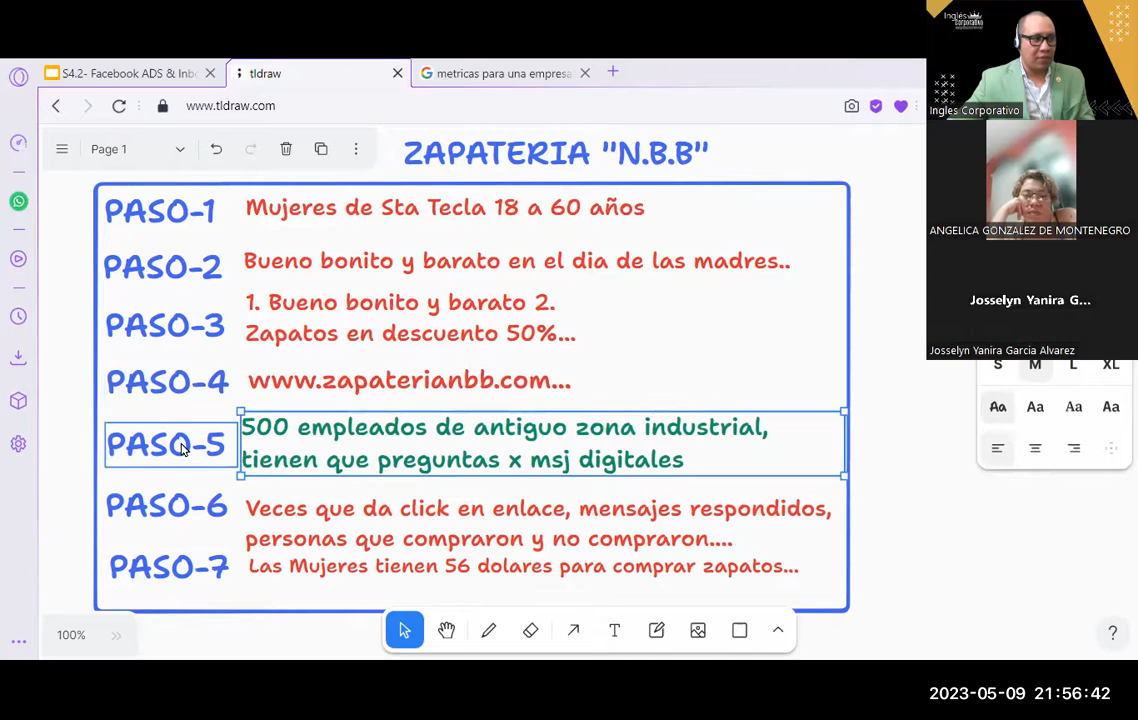 S4.2- Facebook ADS & Inb
tldraw
metricas para una empresa
www.tldraw.com
Page 1
ZAPATERIA "N.B.B"
PASO-1 Mujeres de Sta Tecla 18 a 60 años
PASO-2 Bueno bonito y barato en el dia de las madres..
PASO-3 1. Bueno bonito y barato 2.
Zapatos en descuento 50%...
PASO-4 www.zapaterianbb.com...
PASO-5 500 empleados de antiguo zona industrial,
tienen que preguntas x msj digitales
PASO-6 Veces que da click en enlace, mensajes respondidos,
personas que compraron y no compraron....
PASO-7 Las Mujeres tienen 56 dolares para comprar zapatos...
100%
T
?
Inglés
Corporativo
Ingles Corporativo
ANGELICA GONZALEZ DE MONTENEGRO
Josselyn Yanira G...
Josselyn Yanira Garcia Alvarez
S M L XL
Aa Aa Aa Aa
2023-05-09 21:56:42